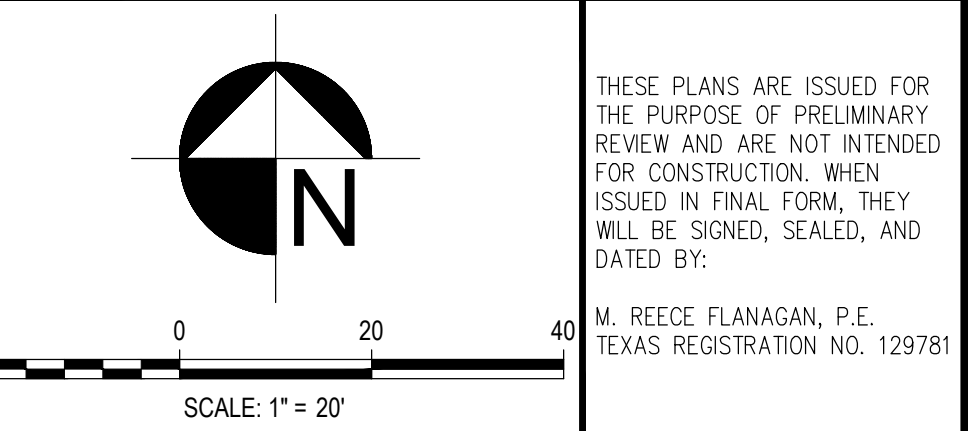 N
0 20 40
SCALE: 1" = 20'
THESE PLANS ARE ISSUED FOR
THE PURPOSE OF PRELIMINARY
REVIEW AND ARE NOT INTENDED
FOR CONSTRUCTION. WHEN
ISSUED IN FINAL FORM, THEY
WILL BE SIGNED, SEALED, AND
DATED BY:
M. REECE FLANAGAN, P.E.
TEXAS REGISTRATION NO. 129781